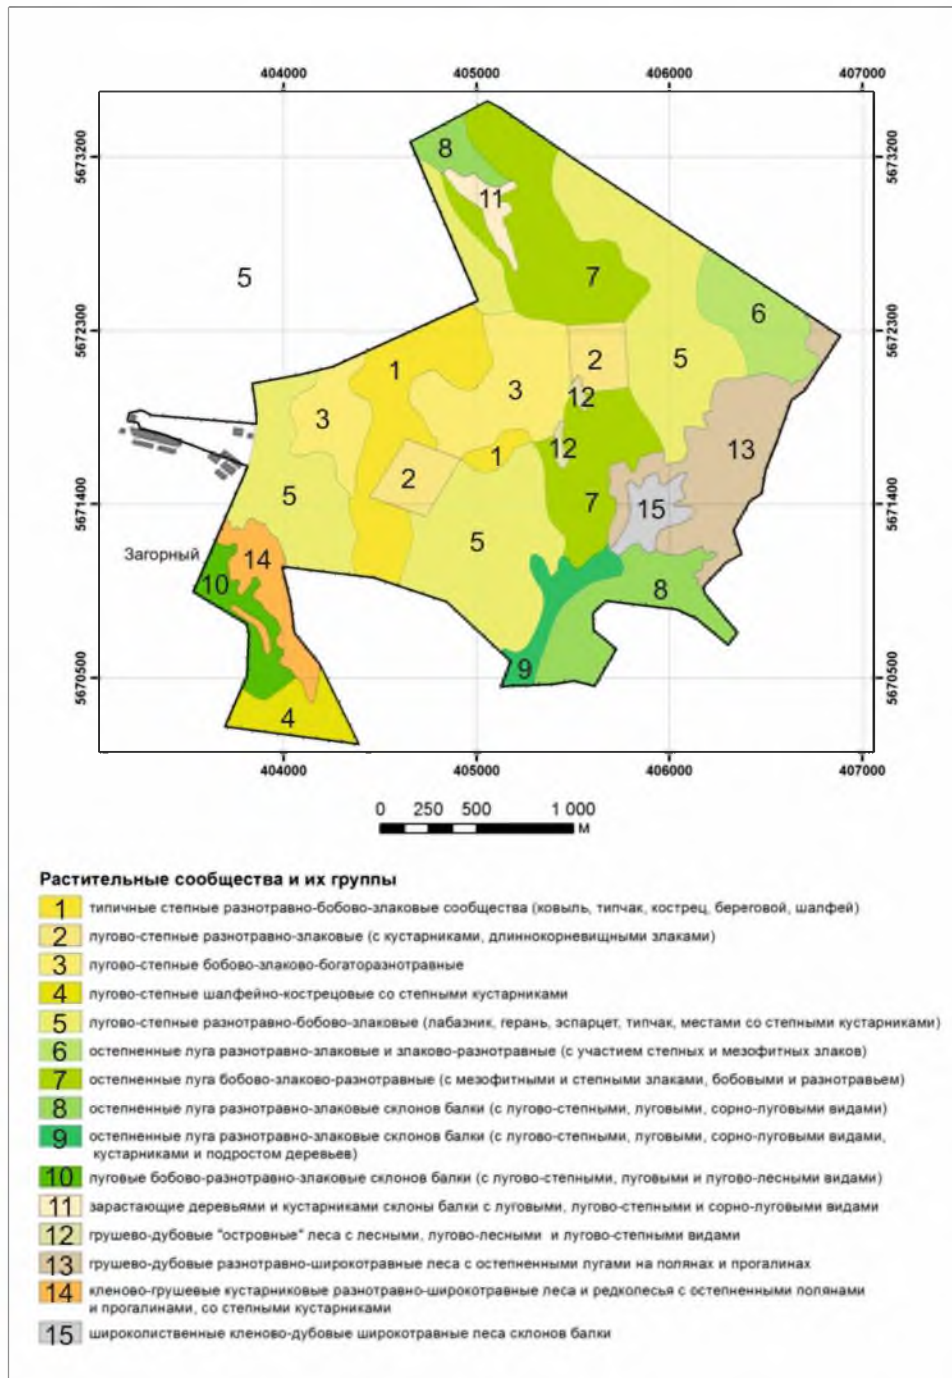 404000 405000 406000 407000
5673200 5673200
8
11
5
7
6
5672300 5672300
1
2
5
3
12
3
13
12
1
2
5
7
15
5671400 5671400
5
Загорный
14
10
8
9
5670500 5670500
4
404000 405000 406000 407000
0 250 500 1 000
М
Растительные сообщества и их группы
1 типичные степные разнотравно-бобово-злаковые сообщества (ковыль, типчак, кострец, береговой, шалфей)
2 лугово-степные разнотравно-злаковые (с кустарниками, длиннокорневищными злаками)
3 лугово-степные бобово-злаково-богаторазнотравные
4 лугово-степные шалфейно-кострецовые со степными кустарниками
5 лугово-степные разнотравно-бобово-злаковые (лабазник, герань, эспарцет, типчак, местами со степными кустарниками)
6 остепненные луга разнотравно-злаковые и злаково-разнотравные (с участием степных и мезофитных злаков)
7 остепненные луга бобово-злаково-разнотравные (с мезофитными и степными злаками, бобовыми и разнотравьем)
8 остепненные луга разнотравно-злаковые склонов балки (с лугово-степными, луговыми, сорно-луговыми видами)
9 остепненные луга разнотравно-злаковые склонов балки (с лугово-степными, луговыми, сорно-луговыми видами,
кустарниками и подростом деревьев)
10 луговые бобово-разнотравно-злаковые склонов балки (с лугово-степными, луговыми и лугово-лесными видами)
11 зарастающие деревьями и кустарниками склоны балки с луговыми, лугово-степными и сорно-луговыми видами
12 грушево-дубовые "островные" леса с лесными, лугово-лесными и лугово-степными видами
13 грушево-дубовые разнотравно-широкотравные леса с остепненными лугами на полянах и прогалинах
14 кленово-грушевые кустарниковые разнотравно-широкотравные леса и редколесья с остепненными полянами
и прогалинами, со степными кустарниками
15 широколиственные кленово-дубовые широкотравные леса склонов балки